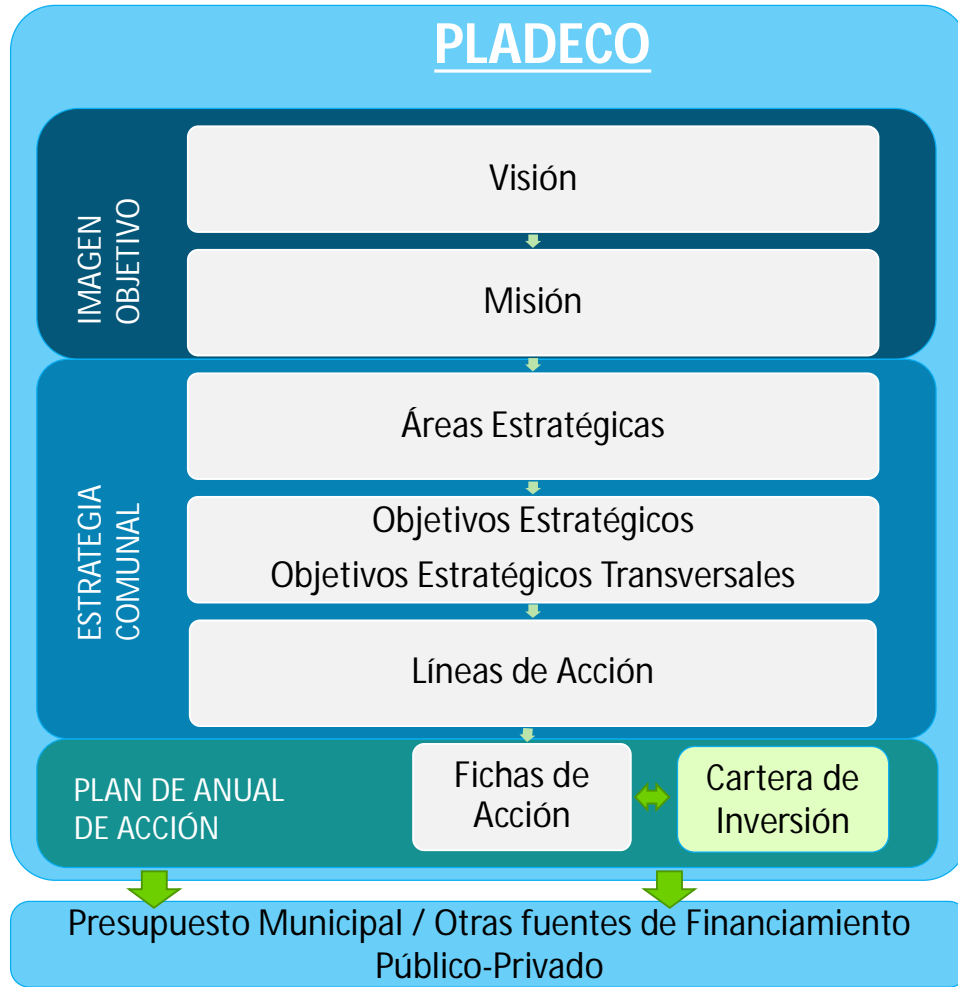 PLADECO
IMAGEN
OBJETIVO
Visión
Misión
ESTRATEGIA
COMUNAL
Áreas Estratégicas
Objetivos Estratégicos
Objetivos Estratégicos Transversales
Líneas de Acción
PLAN DE ANUAL
DE ACCIÓN
Fichas de
Acción
Cartera de
Inversión
Presupuesto Municipal / Otras fuentes de Financiamiento
Público-Privado